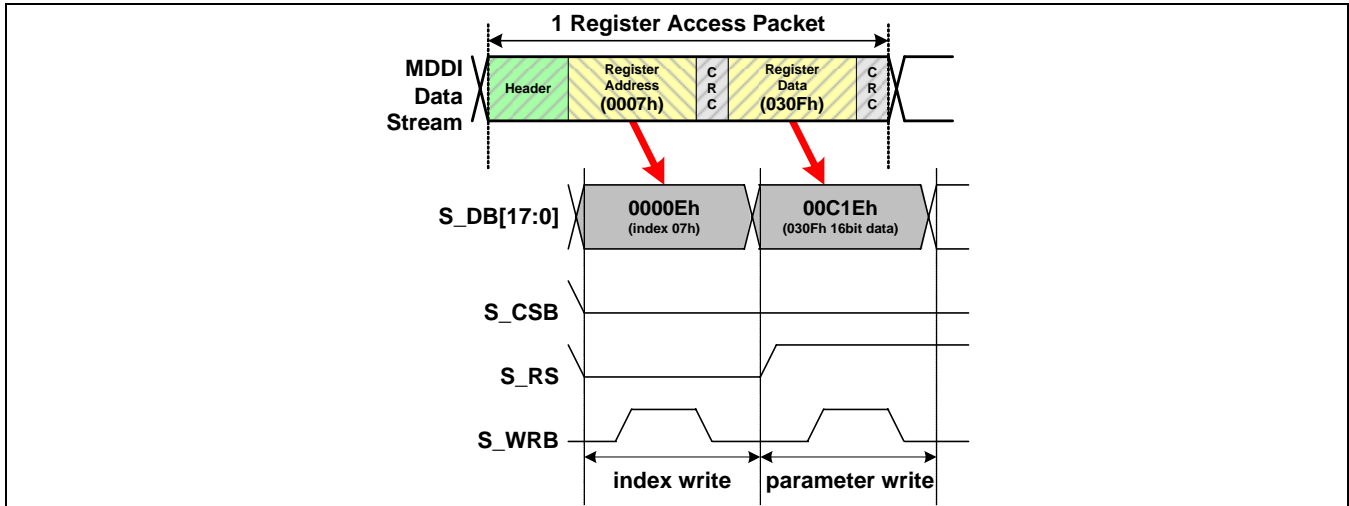 1 Register Access Packet
MDDI
Data
Stream
Header
Register
Address
(0007h)
C
R
C
Register
Data
(030Fh)
C
R
C
S_DB[17:0]
0000Eh
(index 07h)
00C1Eh
(030Fh 16bit data)
S_CSB
S_RS
S_WRB
index write
parameter write